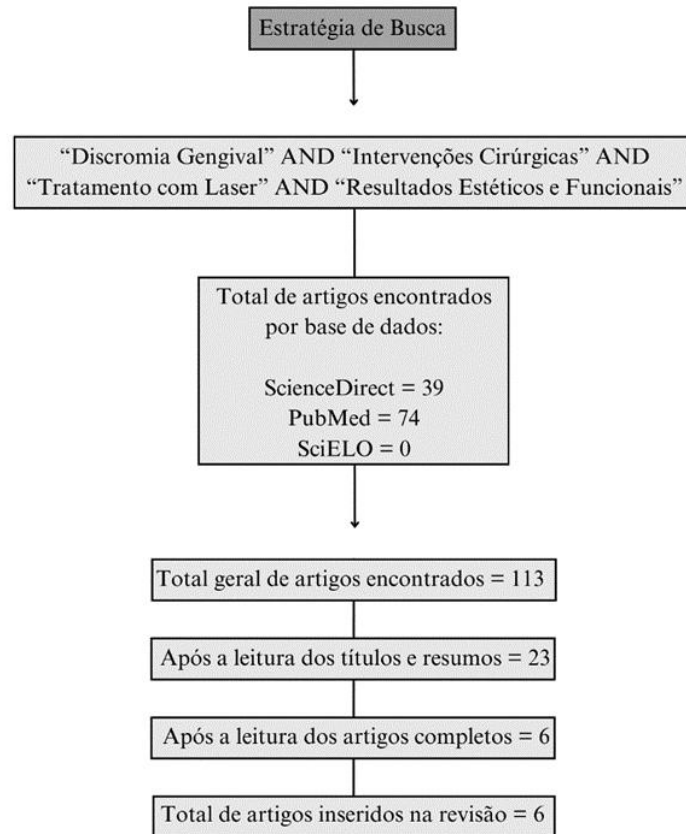 Estratégia de Busca
“Discromia Gengival” AND “Intervenções Cirúrgicas” AND
“Tratamento com Laser” AND “Resultados Estéticos e Funcionais”
Total de artigos encontrados
por base de dados:
ScienceDirect = 39
PubMed = 74
SciELO = 0
Total geral de artigos encontrados = 113
Após a leitura dos títulos e resumos = 23
Após a leitura dos artigos completos = 6
Total de artigos inseridos na revisão = 6